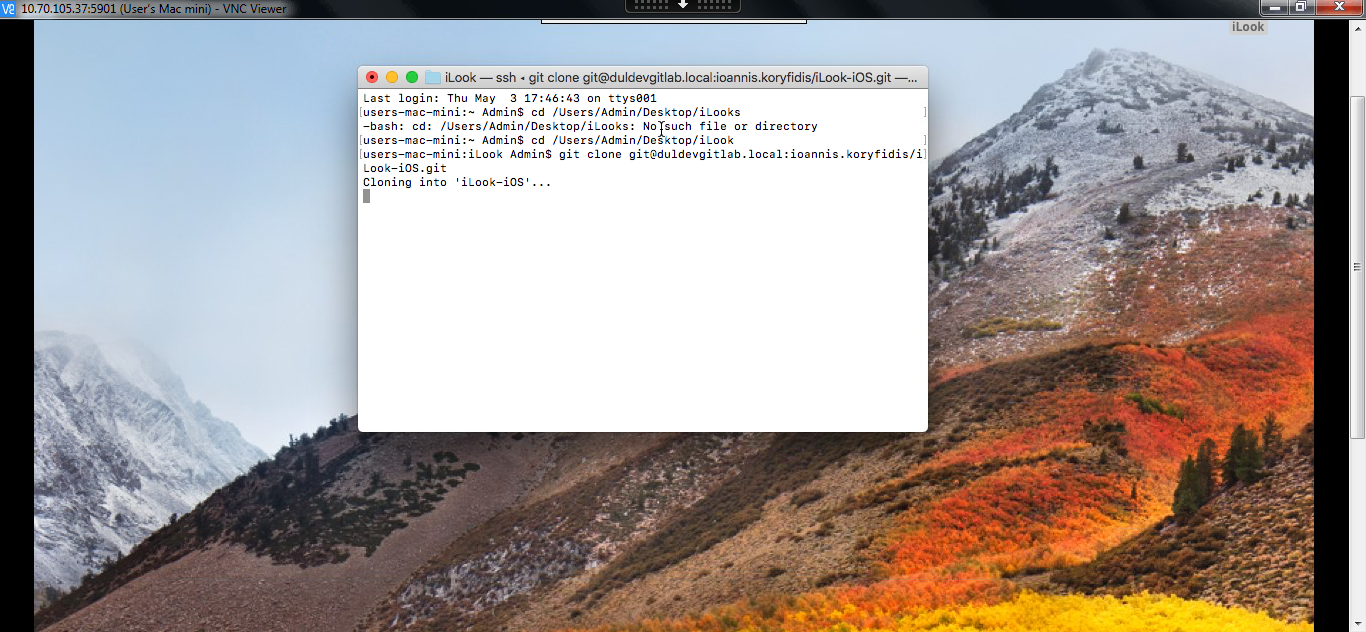 10.70.105.37:5901 (User's Mac mini) - VNC Viewer
iLook
iLook — ssh ◂ git clone git@duldevgitlab.local:ioannis.koryfidis/iLook-iOS.git —...
Last login: Thu May  3 17:46:43 on ttys001
[users-mac-mini:~ Admin$ cd /Users/Admin/Desktop/iLooks ]
-bash: cd: /Users/Admin/Desktop/iLooks: No such file or directory
[users-mac-mini:~ Admin$ cd /Users/Admin/Desktop/iLook ]
[users-mac-mini:iLook Admin$ git clone git@duldevgitlab.local:ioannis.koryfidis/i]
Look-iOS.git
Cloning into 'iLook-iOS'...